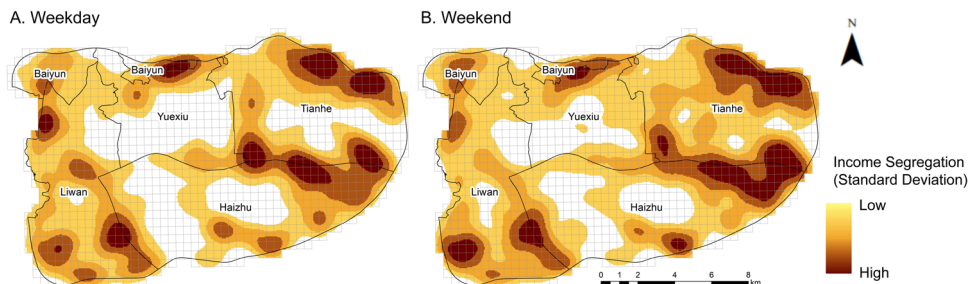 A. Weekday
B. Weekend
N
Baiyun
Baiyun
Yuexiu
Tianhe
Liwan
Haizhu
Baiyun
Baiyun
Yuexiu
Tianhe
Liwan
Haizhu
Income Segregation
(Standard Deviation)
Low
High
0 1 2 4 6 8
km